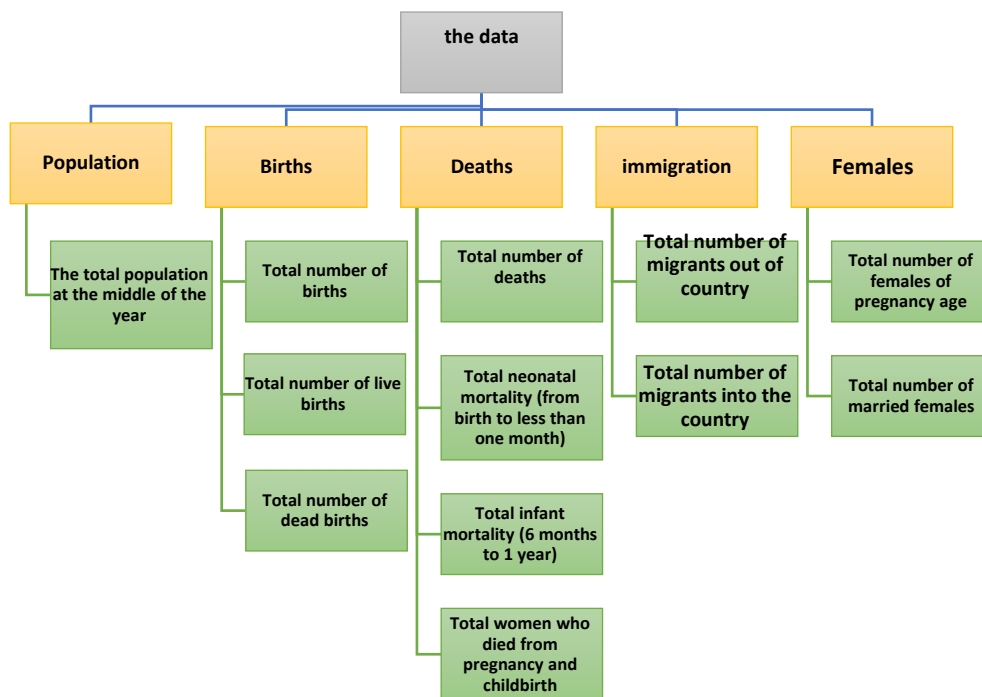 the data
Population
Births
Deaths
immigration
Females
The total population
at the middle of the
year
Total number of
births
Total number of live
births
Total number of
dead births
Total number of
deaths
Total neonatal
mortality (from
birth to less than
one month)
Total infant
mortality (6 months
to 1 year)
Total women who
died from
pregnancy and
childbirth
Total number of
migrants out of
country
Total number of
migrants into the
country
Total number of
females of
pregnancy age
Total number of
married females